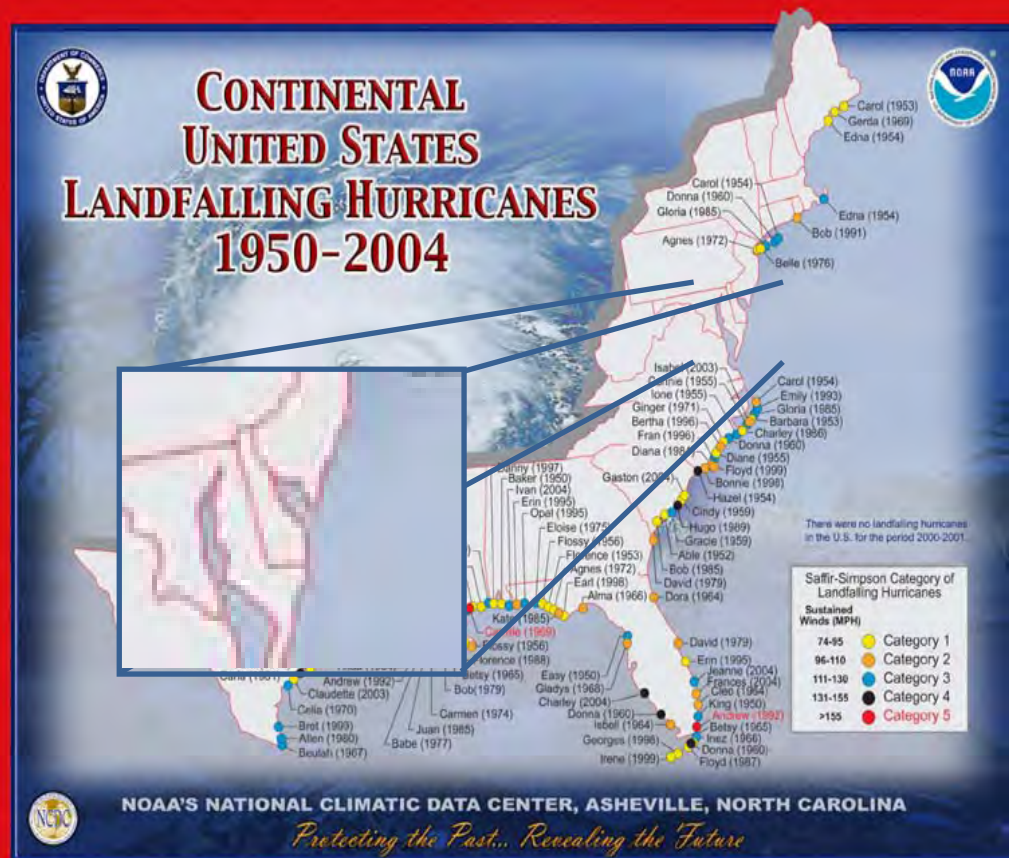 CONTINENTAL
UNITED STATES
LANDFALLING HURRICANES
1950-2004
NOAA
Carol (1953)
Gerda (1969)
Edna (1954)
Carol (1954)
Donna (1960)
Gloria (1985)
Agnes (1972)
Edna (1954)
Bob (1991)
Belle (1976)
Isabel (2003)
Connie (1955)
Ione (1955)
Ginger (1971)
Bertha (1996)
Fran (1996)
Diana (1984)
Carol (1954)
Emily (1993)
Gloria (1985)
Barbara (1953)
Charley (1986)
Donna (1960)
Diane (1955)
Floyd (1999)
Bonnie (1998)
Hazel (1954)
Gaston (2004)
Cindy (1959)
Hugo (1989)
Gracie (1959)
Able (1952)
Bob (1985)
David (1979)
Dora (1964)
Danny (1997)
Baker (1950)
Ivan (2004)
Erin (1995)
Opal (1995)
Eloise (1975)
Flossy (1956)
Florence (1953)
Agnes (1972)
Earl (1998)
Alma (1966)
Kate (1985)
Camille (1969)
Flossy (1956)
Florence (1988)
Betsy (1965)
Bob(1979)
Carmen (1974)
Juan (1985)
Babe (1977)
Andrew (1992)
Claudette (2003)
Celia (1970)
Bret (1999)
Allen (1980)
Beulah (1967)
Easy (1950)
Gladys (1968)
Charley (2004)
Donna (1960)
Isbell (1964)
Georges (1998)
Irene (1999)
David (1979)
Erin (1995)
Jeanne (2004)
Frances (2004)
Cleo (1964)
King (1950)
Andrew (1992)
Betsy (1965)
Inez (1966)
Donna (1960)
Floyd (1987)
There were no landfalling hurricanes
in the U.S. for the period 2000-2001.
Saffir-Simpson Category of
Landfalling Hurricanes
Sustained
Winds (MPH)
74-95 Category 1
96-110 Category 2
111-130 Category 3
131-155 Category 4
>155 Category 5
NCDC
NOAA'S NATIONAL CLIMATIC DATA CENTER, ASHEVILLE, NORTH CAROLINA
Protecting the Past... Revealing the Future